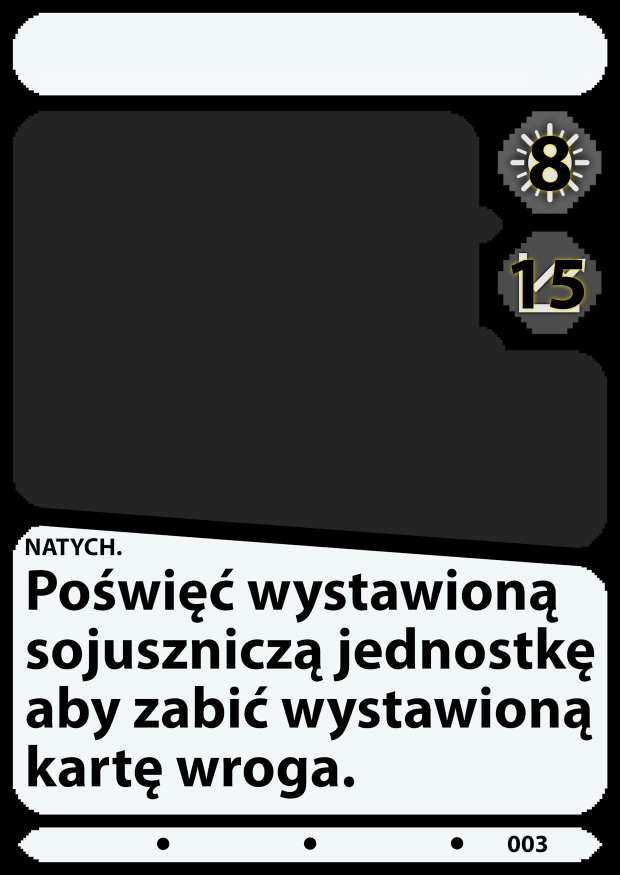 8
15
NATYCH.
Poświęć wystawioną
sojuszniczą jednostkę
aby zabić wystawioną
kartę wroga.
003